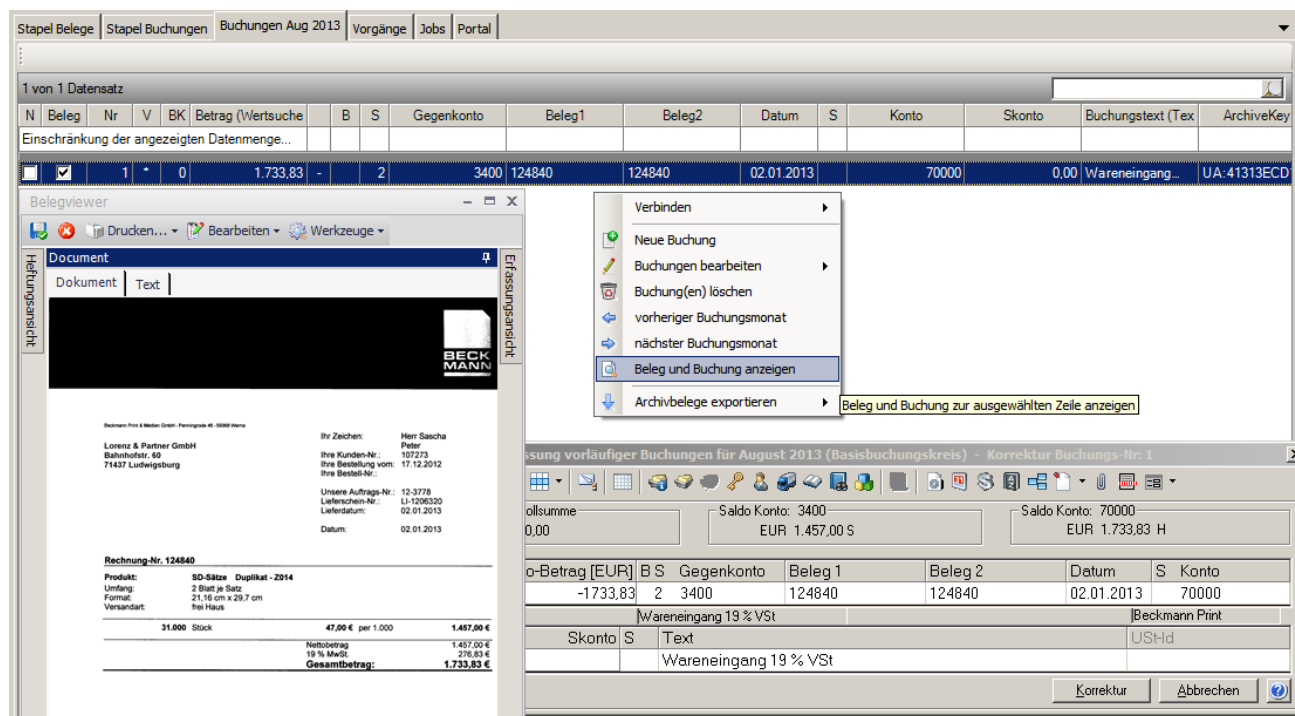 Stapel Belege Stapel Buchungen Buchungen Aug 2013 Vorgänge Jobs Portal
1 von 1 Datensatz
N Beleg Nr V BK Betrag (Wertsuche B S Gegenkonto Beleg1 Beleg2 Datum S Konto Skonto Buchungstext (Tex ArchiveKey
Einschränkung der angezeigten Datenmenge...
1 * 0 1.733,83 - 2 3400 124840 124840 02.01.2013 70000 0,00 Wareneingang... UA:41313ECD
Belegviewer
Drucken... Bearbeiten Werkzeuge
Heftungsansicht
Document
Dokument Text
Erfassungsansicht
BECK
MANN
Beckmann Print & Medien GmbH - Penningrode 46 - 59368 Werne
Lorenz & Partner GmbH
Bahnhofstr. 60
71437 Ludwigsburg
Ihr Zeichen: Herr Sascha
Peter
Ihre Kunden-Nr.: 107273
Ihre Bestellung vom: 17.12.2012
Ihre Bestell-Nr.:
Unsere Auftrags-Nr.: 12-3778
Lieferschein-Nr.: LI-1206320
Lieferdatum: 02.01.2013
Datum: 02.01.2013
Rechnung-Nr. 124840
Produkt: SD-Sätze Duplikat - Z014
Umfang: 2 Blatt je Satz
Format: 21,16 cm x 29,7 cm
Versandart: frei Haus
31.000 Stück 47,00 € per 1.000 1.457,00 €
Nettobetrag 1.457,00 €
19 % MwSt. 276,83 €
Gesamtbetrag: 1.733,83 €
Verbinden
Neue Buchung
Buchungen bearbeiten
Buchung(en) löschen
vorheriger Buchungsmonat
nächster Buchungsmonat
Beleg und Buchung anzeigen
Archivbelege exportieren
Beleg und Buchung zur ausgewählten Zeile anzeigen
ssung vorläufiger Buchungen für August 2013 (Basisbuchungskreis) - Korrektur Buchungs-Nr: 1
ollsumme Saldo Konto: 3400 Saldo Konto: 70000
0,00 EUR 1.457,00 S EUR 1.733,83 H
o-Betrag [EUR] B S Gegenkonto Beleg 1 Beleg 2 Datum S Konto
-1733,83 2 3400 124840 124840 02.01.2013 70000
Wareneingang 19 % VSt Beckmann Print
Skonto S Text USt-Id
Wareneingang 19 % VSt
Korrektur Abbrechen